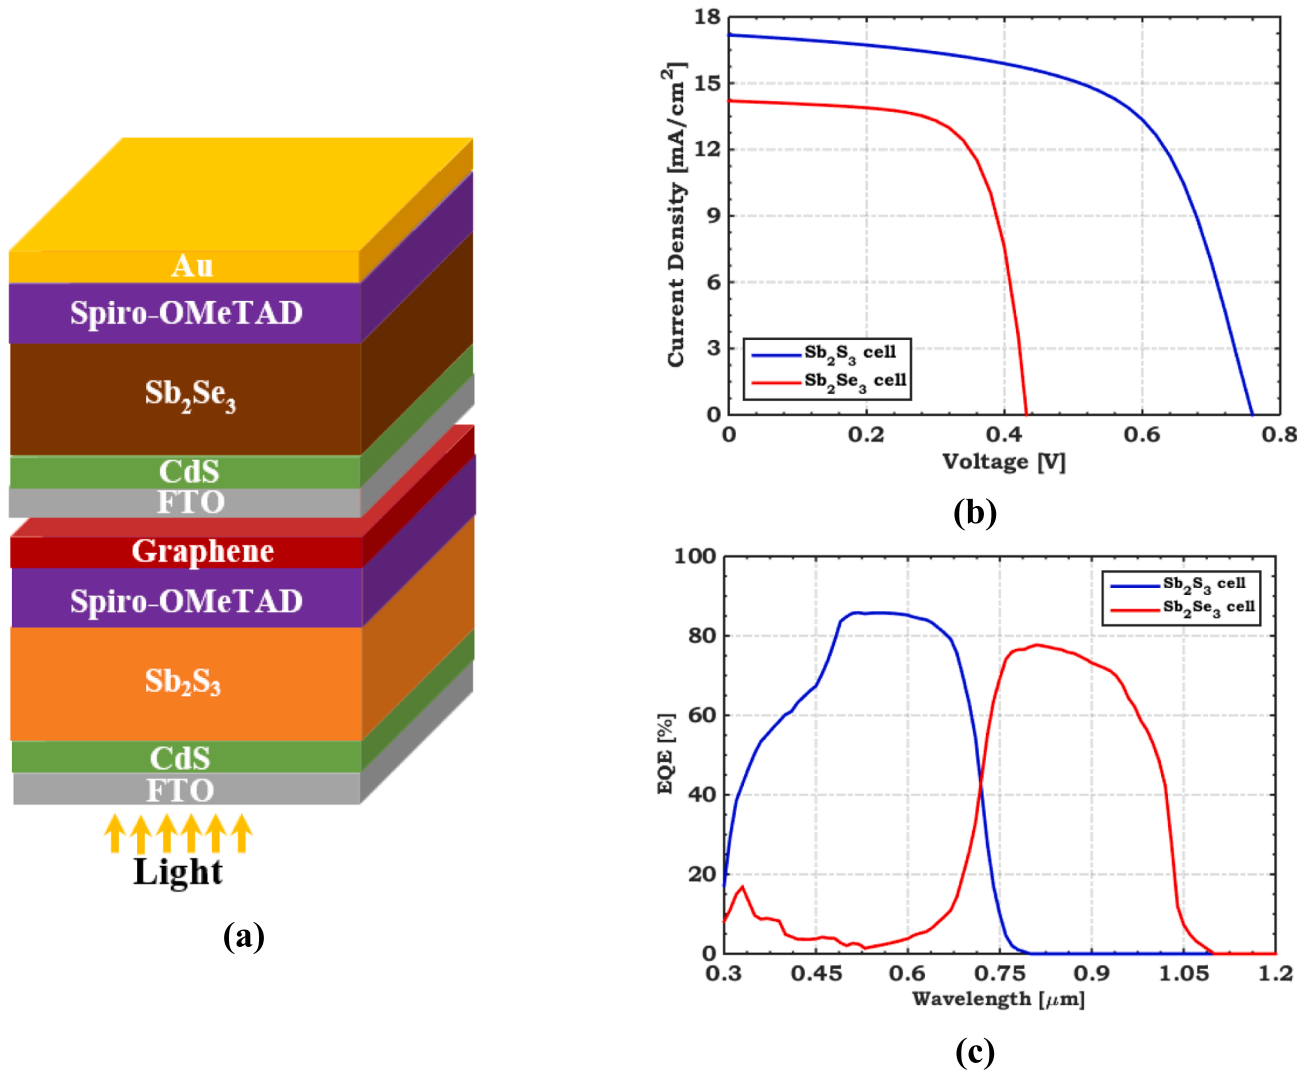 Au
Spiro-OMeTAD
Sb2Se3
CdS
FTO
Graphene
Spiro-OMeTAD
Sb2S3
CdS
FTO
Light
(a)
18
15
12
9
6
3
0
Current Density [mA/cm2]
Sb2S3 cell
Sb2Se3 cell
0 0.2 0.4 0.6 0.8
Voltage [V]
(b)
100
80
60
40
20
0
EQE [%]
Sb2S3 cell
Sb2Se3 cell
0.3 0.45 0.6 0.75 0.9 1.05 1.2
Wavelength [μm]
(c)